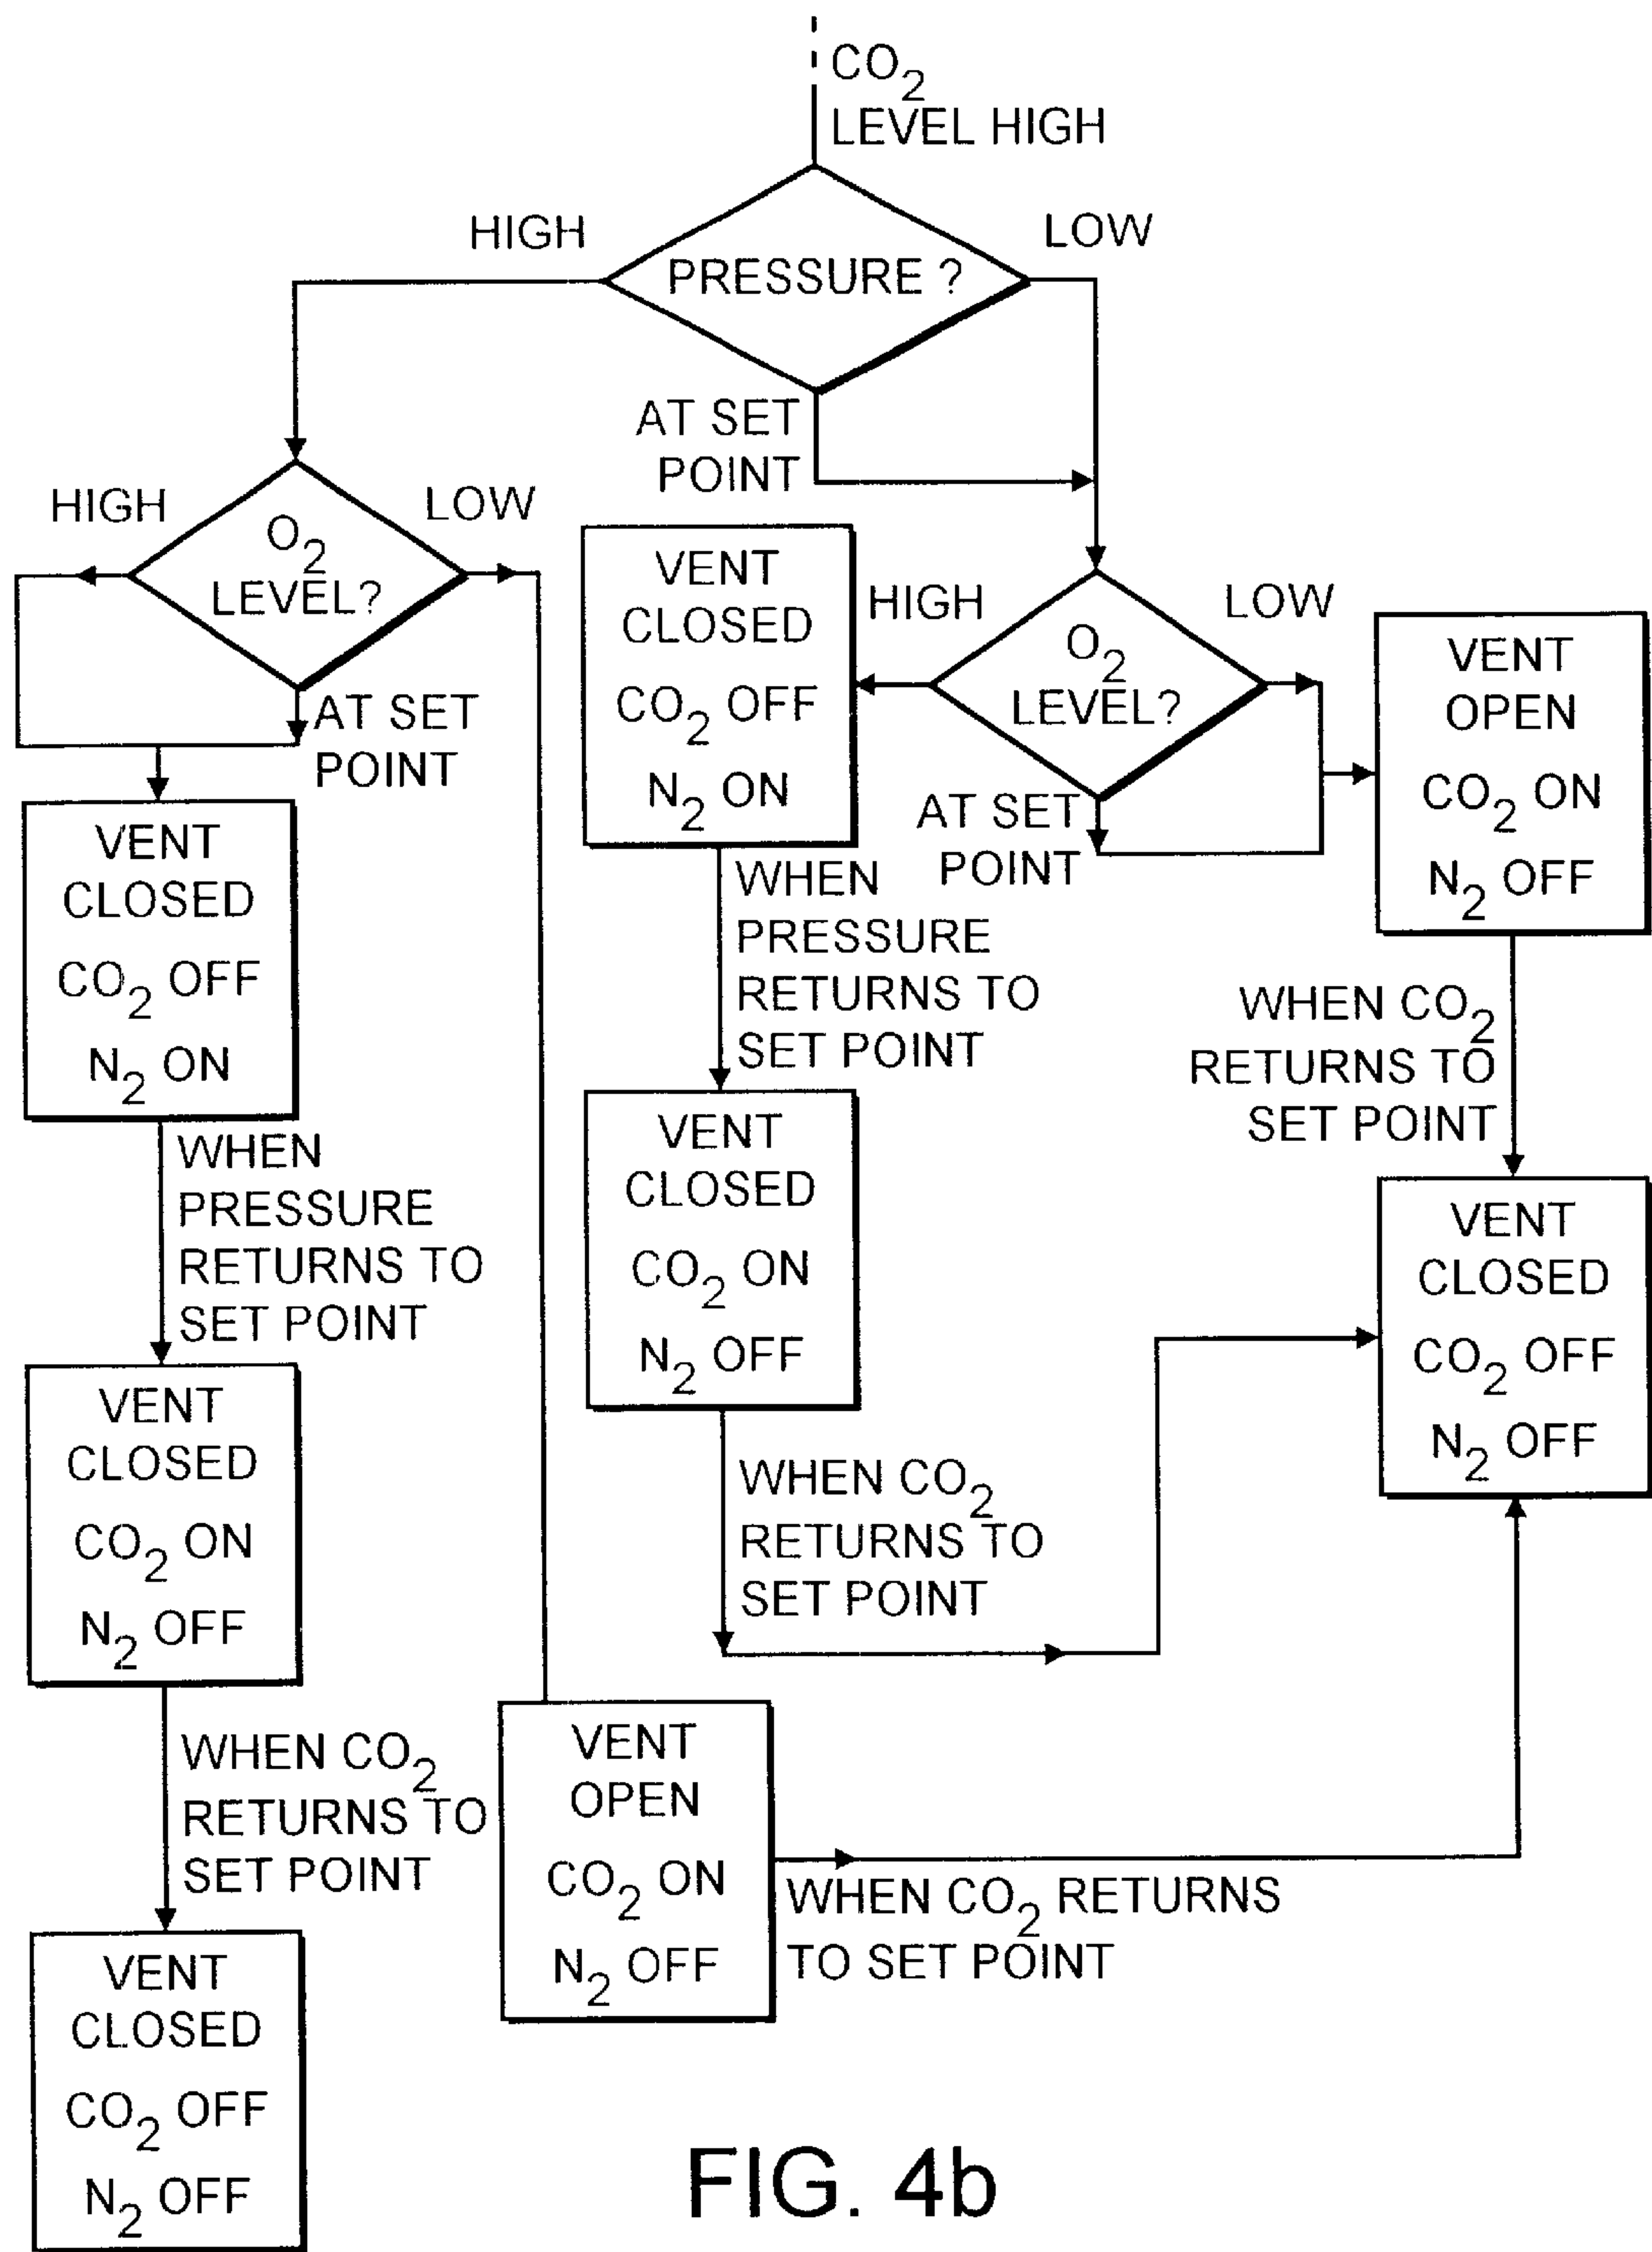 CO2
LEVEL HIGH
HIGH
LOW
PRESSURE ?
AT SET
POINT
HIGH
LOW
O2
LEVEL?
AT SET
POINT
VENT
CLOSED
CO2 OFF
N2 ON
WHEN
PRESSURE
RETURNS TO
SET POINT
VENT
CLOSED
CO2 ON
N2 OFF
WHEN CO2
RETURNS TO
SET POINT
VENT
CLOSED
CO2 OFF
N2 OFF
VENT
OPEN
CO2 ON
N2 OFF
WHEN CO2 RETURNS
TO SET POINT
HIGH
LOW
O2
LEVEL?
AT SET
POINT
VENT
CLOSED
CO2 OFF
N2 ON
WHEN
PRESSURE
RETURNS TO
SET POINT
VENT
CLOSED
CO2 ON
N2 OFF
WHEN CO2
RETURNS TO
SET POINT
VENT
OPEN
CO2 ON
N2 OFF
WHEN CO2
RETURNS TO
SET POINT
VENT
CLOSED
CO2 OFF
N2 OFF
FIG. 4b